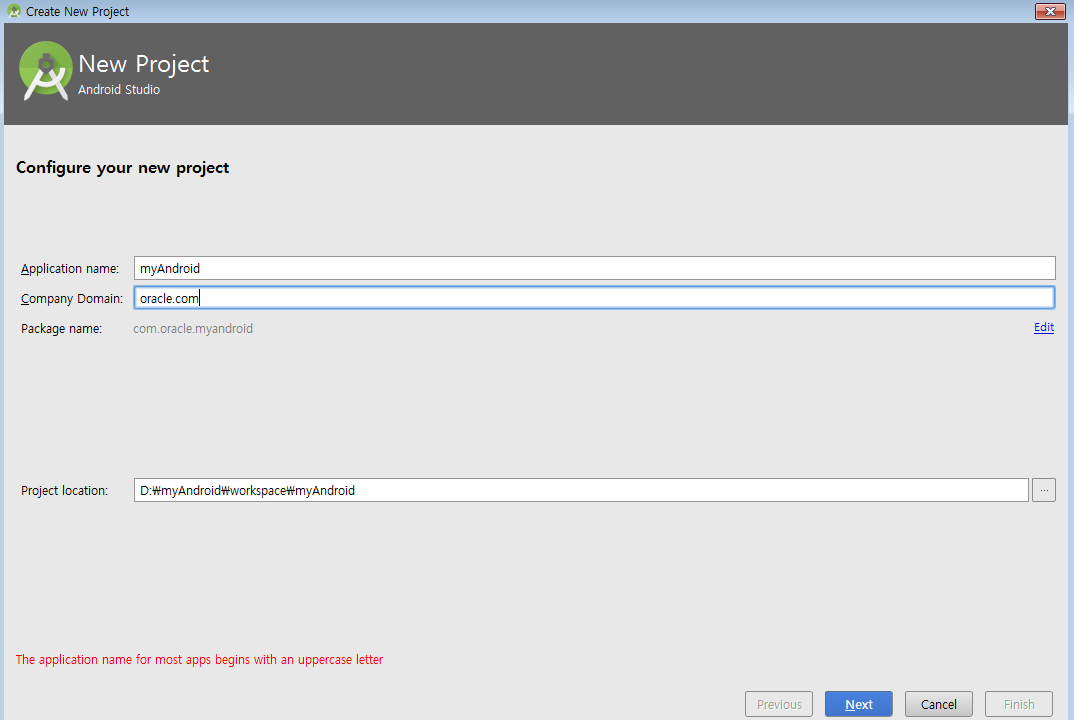 Create New Project
New Project
Android Studio
Configure your new project
Application name: myAndroid
Company Domain: oracle.com
Package name: com.oracle.myandroid Edit
Project location: D:₩myAndroid₩workspace₩myAndroid ...
The application name for most apps begins with an uppercase letter
Previous Next Cancel Finish